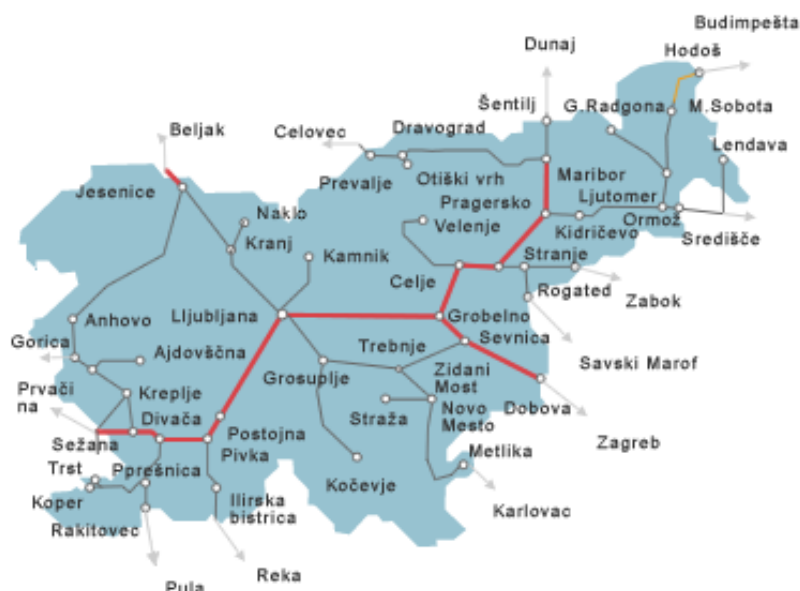 Budimpešta
Dunaj
Hodoš
Šentilj
G.Radgona
M.Sobota
Beljak
Celovec
Dravograd
Lendava
Jesenice
Prevalje
Otiški vrh
Maribor
Pragersko
Ljutomer
Naklo
Velenje
Kidričevo
Ormož
Središče
Kranj
Kamnik
Stranje
Celje
Rogated
Zabok
Anhovo
Lljubljana
Grobelno
Gorica
Ajdovščna
Trebnje
Sevnica
Savski Marof
Grosuplje
Zidani
Most
Prvači
na
Kreplje
Straža
Novo
Mesto
Dobova
Divača
Postojna
Zagreb
Sežana
Pivka
Metlika
Trst
Pprešnica
Kočevje
Koper
Ilirska
bistrica
Karlovac
Rakitovec
Reka
Pula